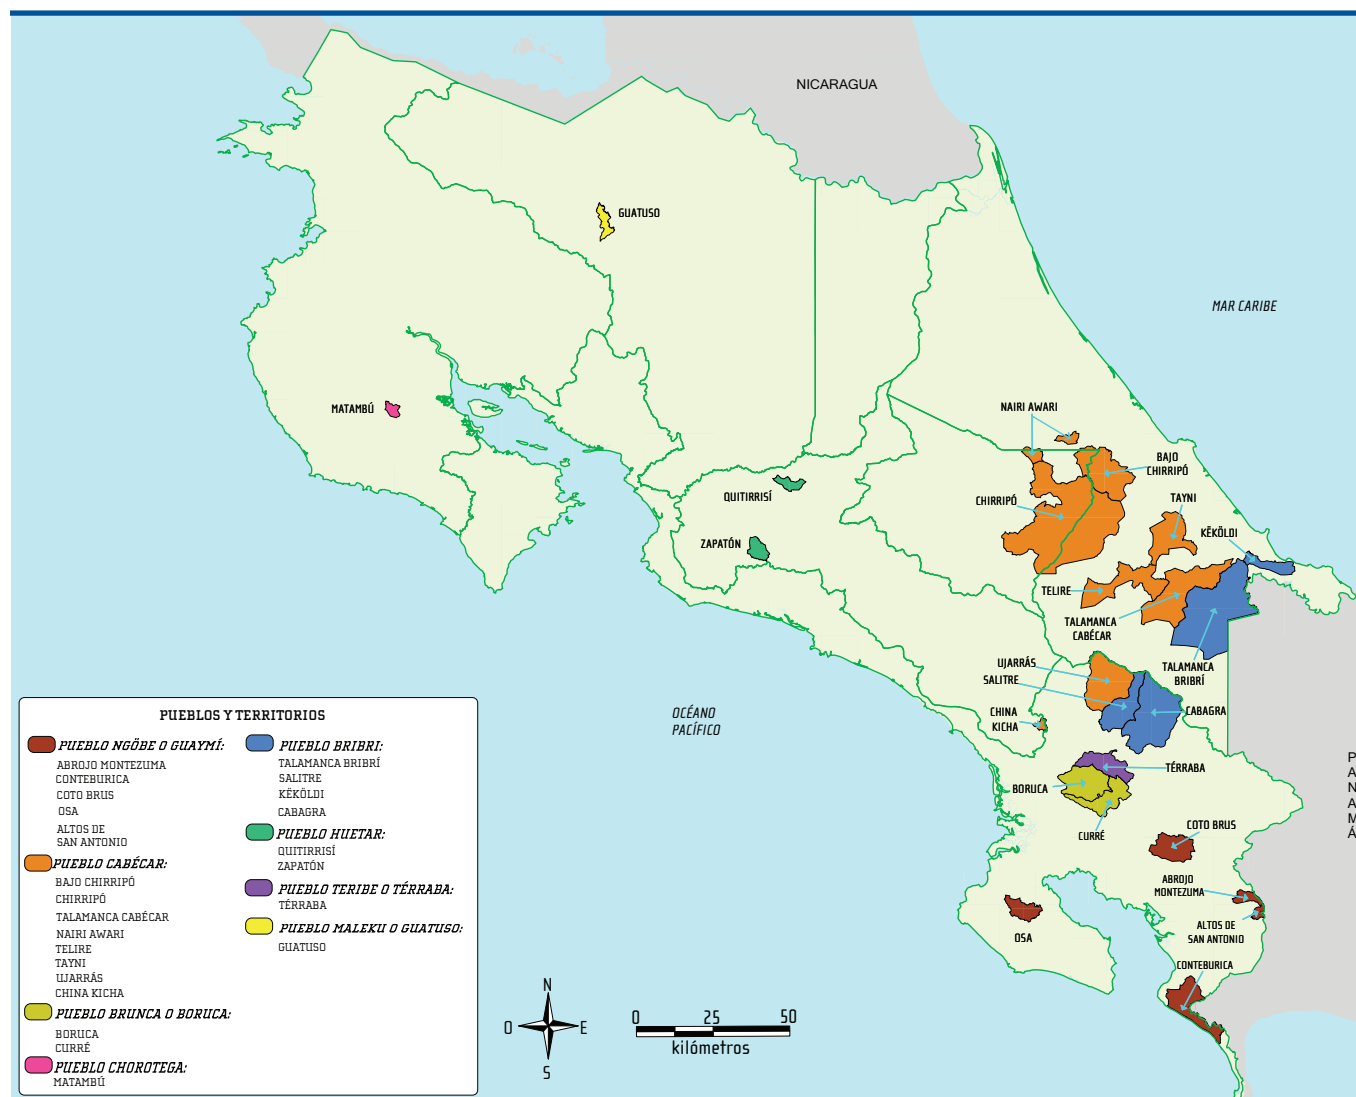 NICARAGUA
GUATUSO
MAR CARIBE
MATAMBÚ
NAIRI AWARI
BAJO
CHIRRIPÓ
QUITIRRISÍ
CHIRRIPÓ
TAYNI
KËKÖLDI
ZAPATÓN
TELIRE
TALAMANCA
CABÉCAR
UJARRÁS
SALITRE
TALAMANCA
BRIBRÍ
CHINA
KICHA
CABAGRA
OCÉANO
PACÍFICO
TÉRRABA
BORUCA
CURRÉ
COTO BRUS
ABROJO
MONTEZUMA
ALTOS DE
SAN ANTONIO
OSA
CONTEBURICA
P
A
N
A
M
Á
PUEBLOS Y TERRITORIOS
PUEBLO NGÖBE O GUAYMÍ:
ABROJO MONTEZUMA
CONTEBURICA
COTO BRUS
OSA
ALTOS DE
SAN ANTONIO
PUEBLO CABÉCAR:
BAJO CHIRRIPÓ
CHIRRIPÓ
TALAMANCA CABÉCAR
NAIRI AWARI
TELIRE
TAYNI
UJARRÁS
CHINA KICHA
PUEBLO BRUNCA O BORUCA:
BORUCA
CURRÉ
PUEBLO CHOROTEGA:
MATAMBÚ
PUEBLO BRIBRI:
TALAMANCA BRIBRÍ
SALITRE
KËKÖLDI
CABAGRA
PUEBLO HUETAR:
QUITIRRISÍ
ZAPATÓN
PUEBLO TERIBE O TÉRRABA:
TÉRRABA
PUEBLO MALEKU O GUATUSO:
GUATUSO
N
O
E
S
0 25 50
kilómetros